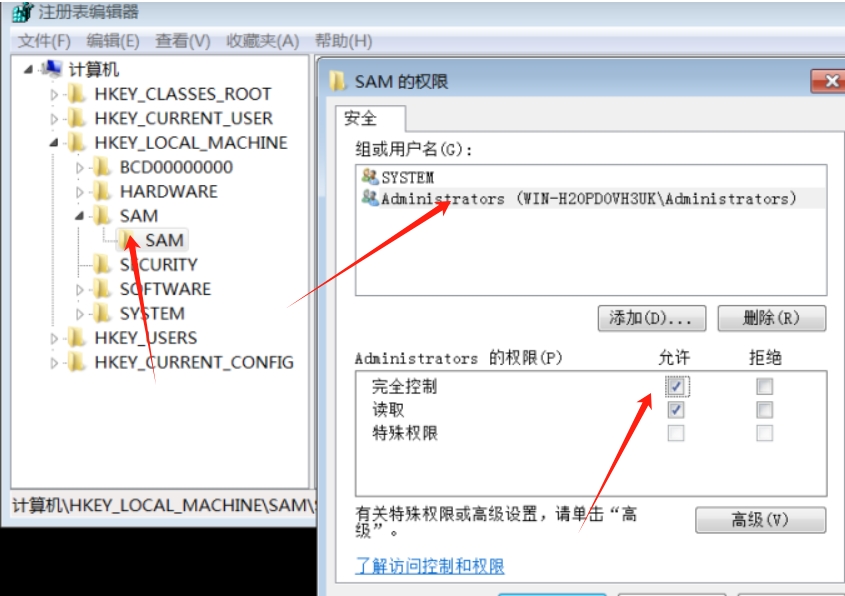 注册表编辑器
文件(F) 编辑(E) 查看(V) 收藏夹(A) 帮助(H)
计算机
HKEY_CLASSES_ROOT
HKEY_CURRENT_USER
HKEY_LOCAL_MACHINE
BCD00000000
HARDWARE
SAM
SAM
SECURITY
SOFTWARE
SYSTEM
HKEY_USERS
HKEY_CURRENT_CONFIG
计算机\HKEY_LOCAL_MACHINE\SAM\
SAM 的权限
安全
组或用户名(G):
SYSTEM
Administrators (WIN-H2OPDOVH3UK\Administrators)
添加(D)... 删除(R)
Administrators 的权限(P) 允许 拒绝
完全控制
读取
特殊权限
有关特殊权限或高级设置，请单击“高
级”。
高级(V)
了解访问控制和权限